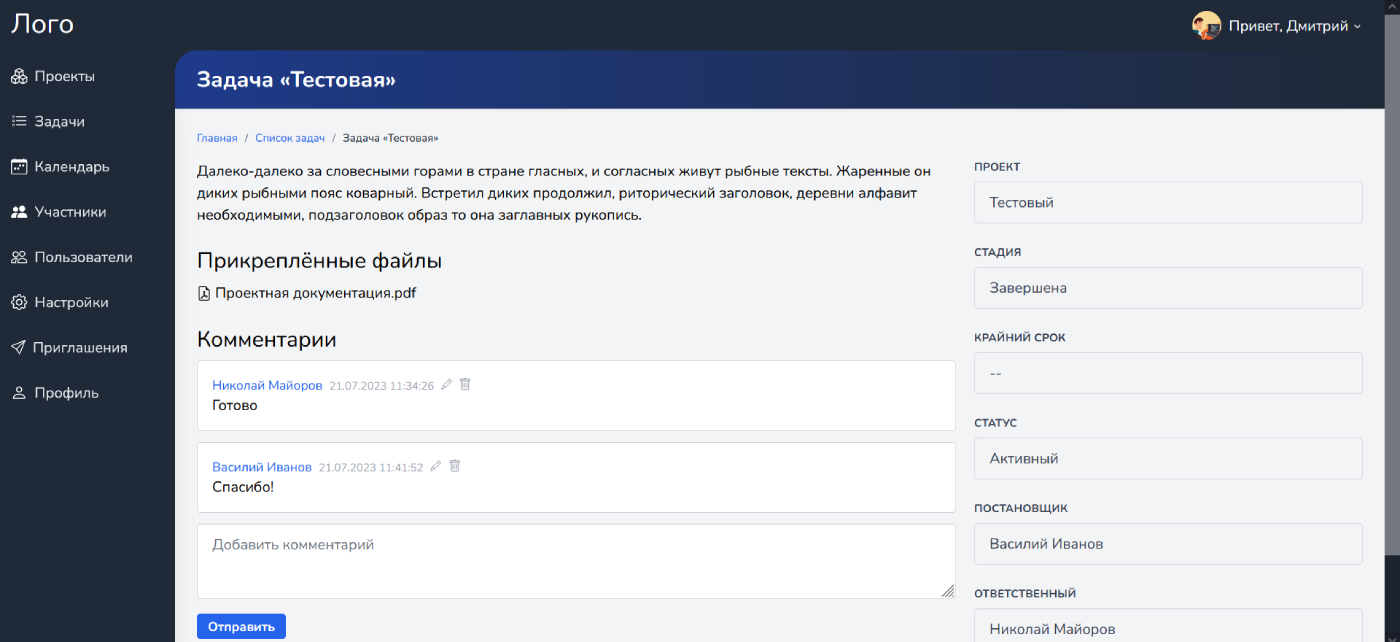 Лого
Привет, Дмитрий
Проекты
Задачи
Календарь
Участники
Пользователи
Настройки
Приглашения
Профиль
Задача «Тестовая»
Главная / Список задач / Задача «Тестовая»
Далеко-далеко за словесными горами в стране гласных, и согласных живут рыбные тексты. Жаренные он
диких рыбными пояс коварный. Встретил диких продолжил, риторический заголовок, деревни алфавит
необходимыми, подзаголовок образ то она заглавных рукопись.
Прикреплённые файлы
Проектная документация.pdf
Комментарии
Николай Майоров 21.07.2023 11:34:26
Готово
Василий Иванов 21.07.2023 11:41:52
Спасибо!
Добавить комментарий
Отправить
ПРОЕКТ
Тестовый
СТАДИЯ
Завершена
КРАЙНИЙ СРОК
--
СТАТУС
Активный
ПОСТАНОВЩИК
Василий Иванов
ОТВЕТСТВЕННЫЙ
Николай Майоров